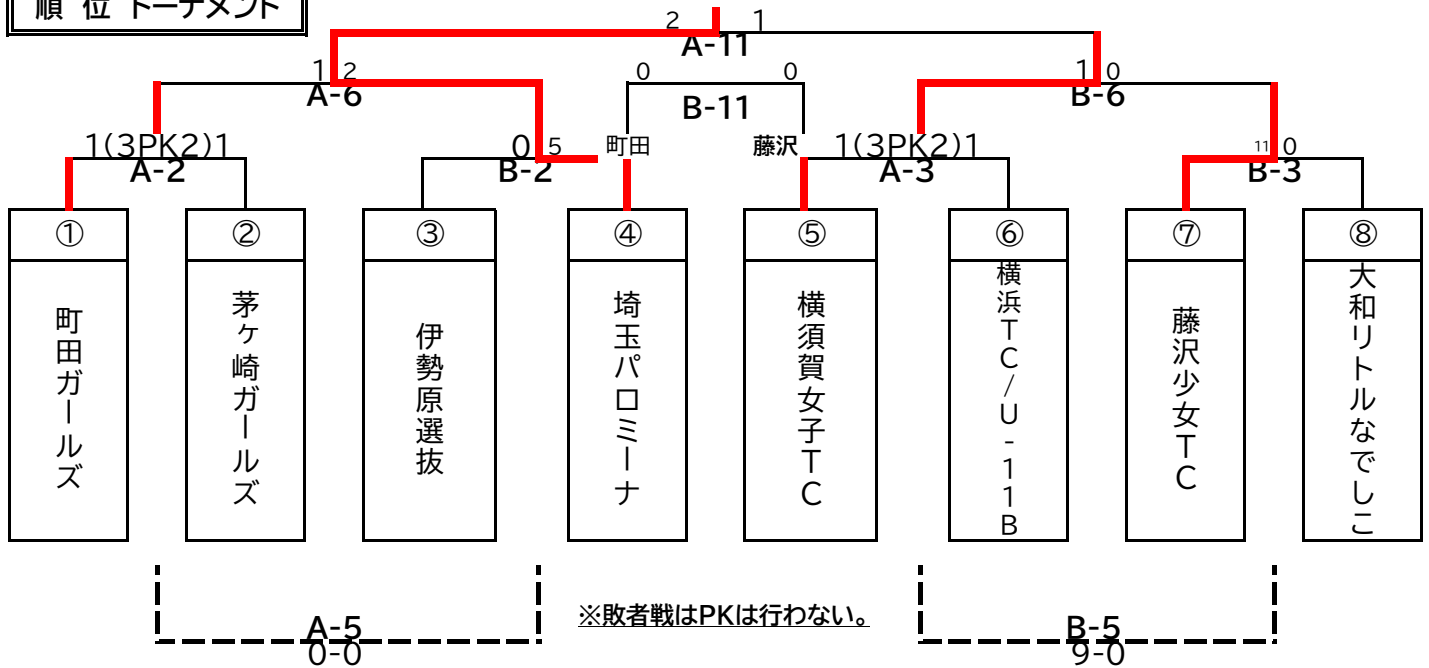 順 位 トーナメント
2 1
A-11
1 2
A-6
0 0
B-11
1 0
B-6
1(3PK2)1
A-2
0 5
B-2
町田
藤沢
1(3PK2)1
A-3
11 0
B-3
①
②
③
④
⑤
⑥
⑦
⑧
町田ガールズ
茅ケ崎ガールズ
伊勢原選抜
埼玉パロミーナ
横須賀女子TC
横浜TC/U-11B
藤沢少女TC
大和リトルなでしこ
A-5
0-0
※敗者戦はPKは行わない。
B-5
9-0